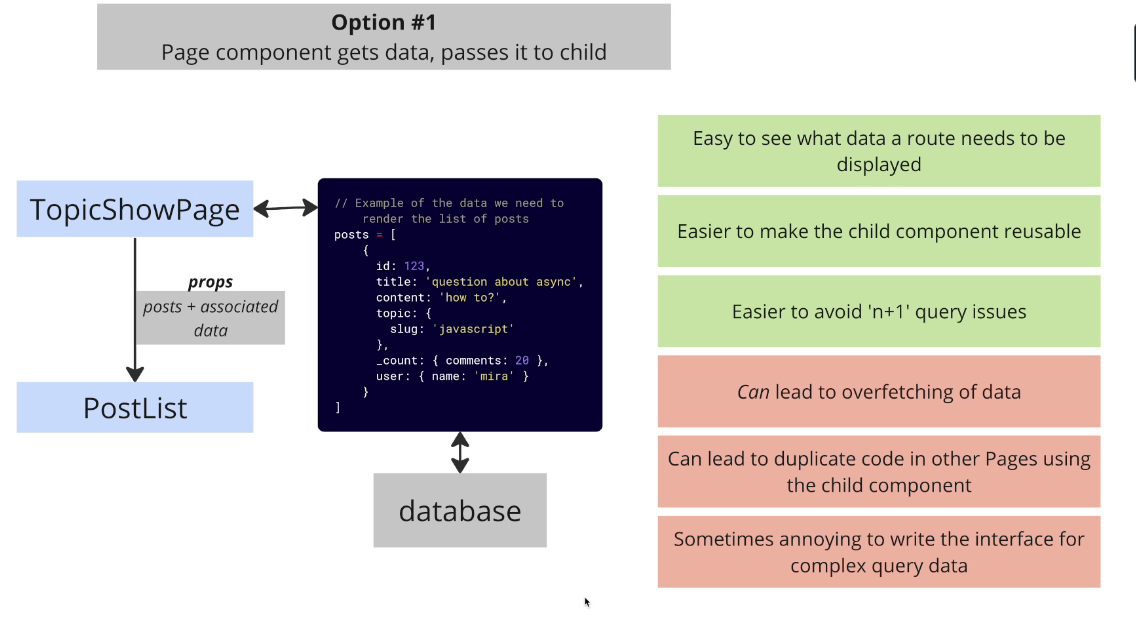 Option #1
Page component gets data, passes it to child
TopicShowPage
props
posts + associated
data
PostList
// Example of the data we need to
render the list of posts
posts = [
{
id: 123,
title: 'question about async',
content: 'how to?',
topic: {
slug: 'javascript'
},
_count: { comments: 20 },
user: { name: 'mira' }
}
]
database
Easy to see what data a route needs to be
displayed
Easier to make the child component reusable
Easier to avoid 'n+1' query issues
Can lead to overfetching of data
Can lead to duplicate code in other Pages using
the child component
Sometimes annoying to write the interface for
complex query data